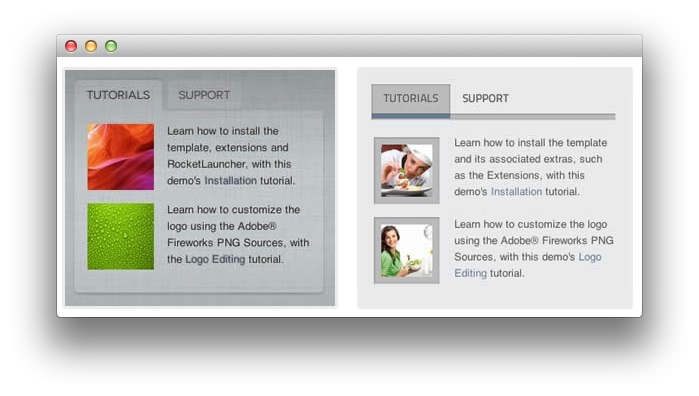 TUTORIALS SUPPORT
Learn how to install the
template, extensions and
RocketLauncher, with this
demo's Installation tutorial.
Learn how to customize the
logo using the Adobe®
Fireworks PNG Sources, with
the Logo Editing tutorial.
TUTORIALS SUPPORT
Learn how to install the template
and its associated extras, such
as the Extensions, with this
demo's Installation tutorial.
Learn how to customize the logo
using the Adobe® Fireworks PNG
Sources, with this demo's Logo
Editing tutorial.